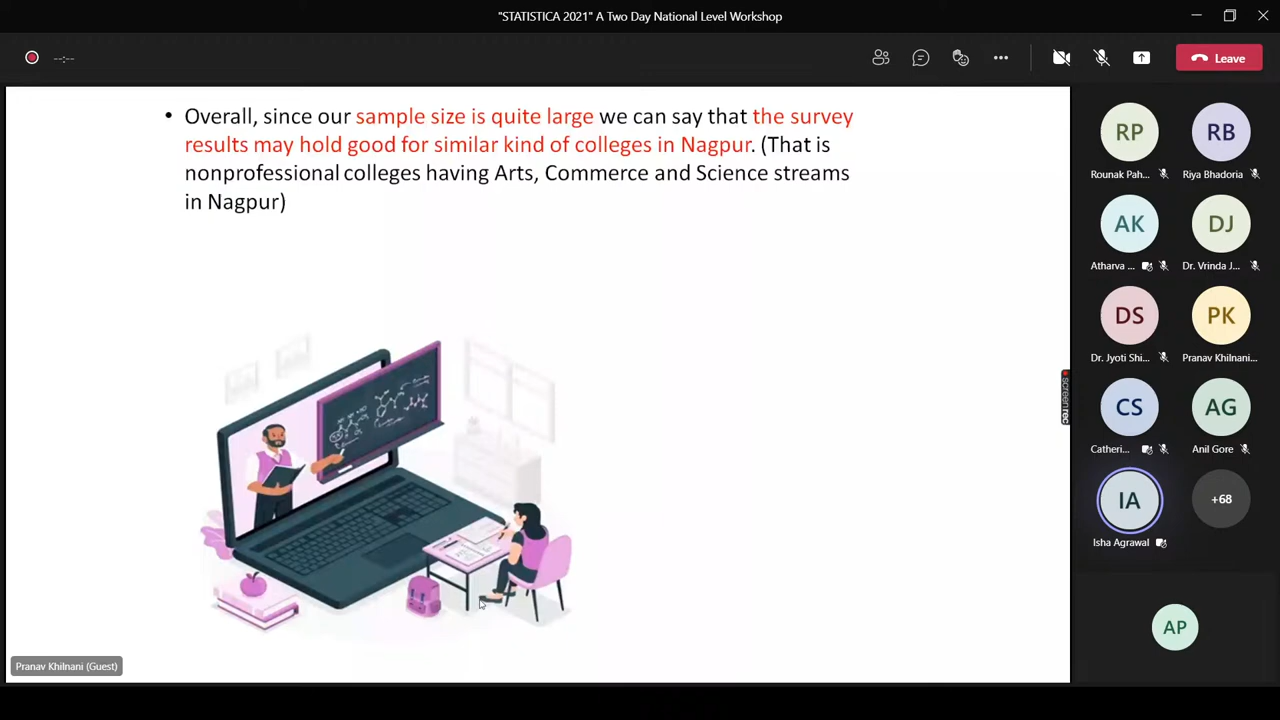 "STATISTICA 2021" A Two Day National Level Workshop
--:--
Leave
• Overall, since our sample size is quite large we can say that the survey
results may hold good for similar kind of colleges in Nagpur. (That is
nonprofessional colleges having Arts, Commerce and Science streams
in Nagpur)
RP
RB
Rounak Pah...
Riya Bhadoria
AK
DJ
Atharva ...
Dr. Vrinda J...
DS
PK
Dr. Jyoti Shi...
Pranav Khilnani...
CS
AG
Catheri...
Anil Gore
IA
+68
Isha Agrawal
AP
screenrec
Pranav Khilnani (Guest)